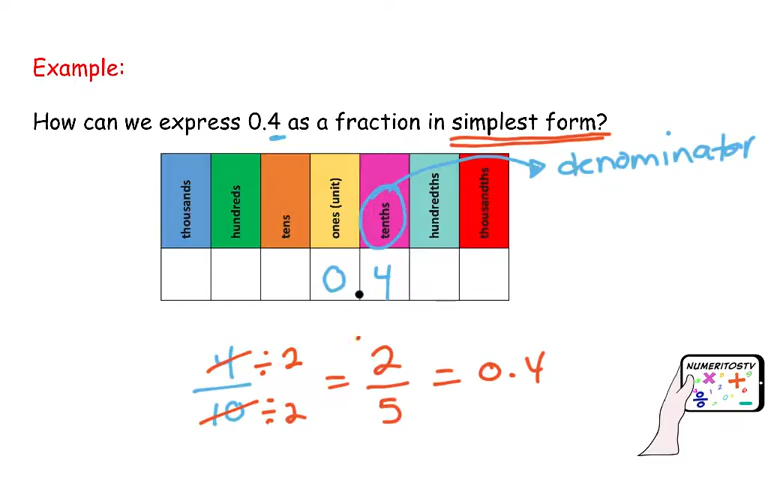 Example:
How can we express 0.4 as a fraction in simplest form?
denominator
thousands hundreds tens ones (unit) tenths hundredths thousandths
0.4
4 ÷ 2 = 2 = 0.4
10 ÷ 2 5
NUMERITOSTV